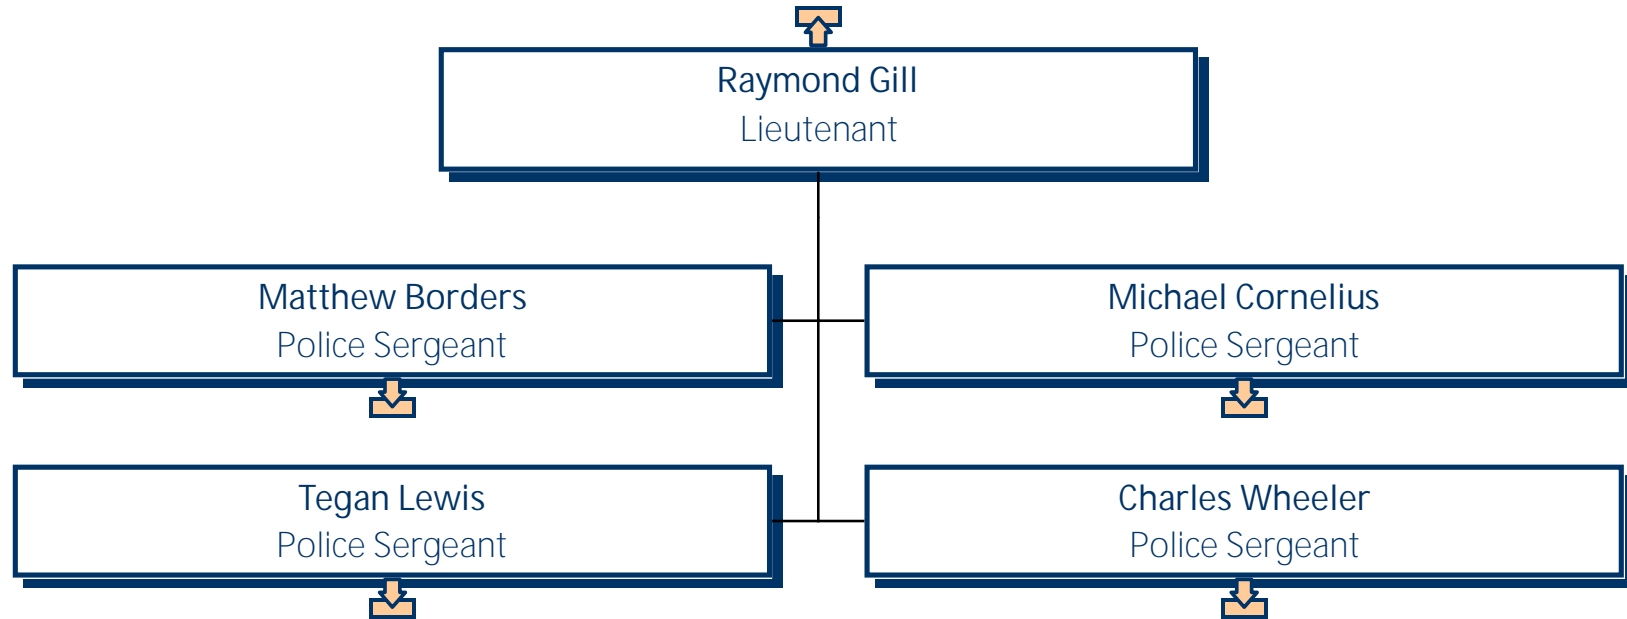 Raymond Gill
Lieutenant
Matthew Borders
Police Sergeant
Michael Cornelius
Police Sergeant
Tegan Lewis
Police Sergeant
Charles Wheeler
Police Sergeant